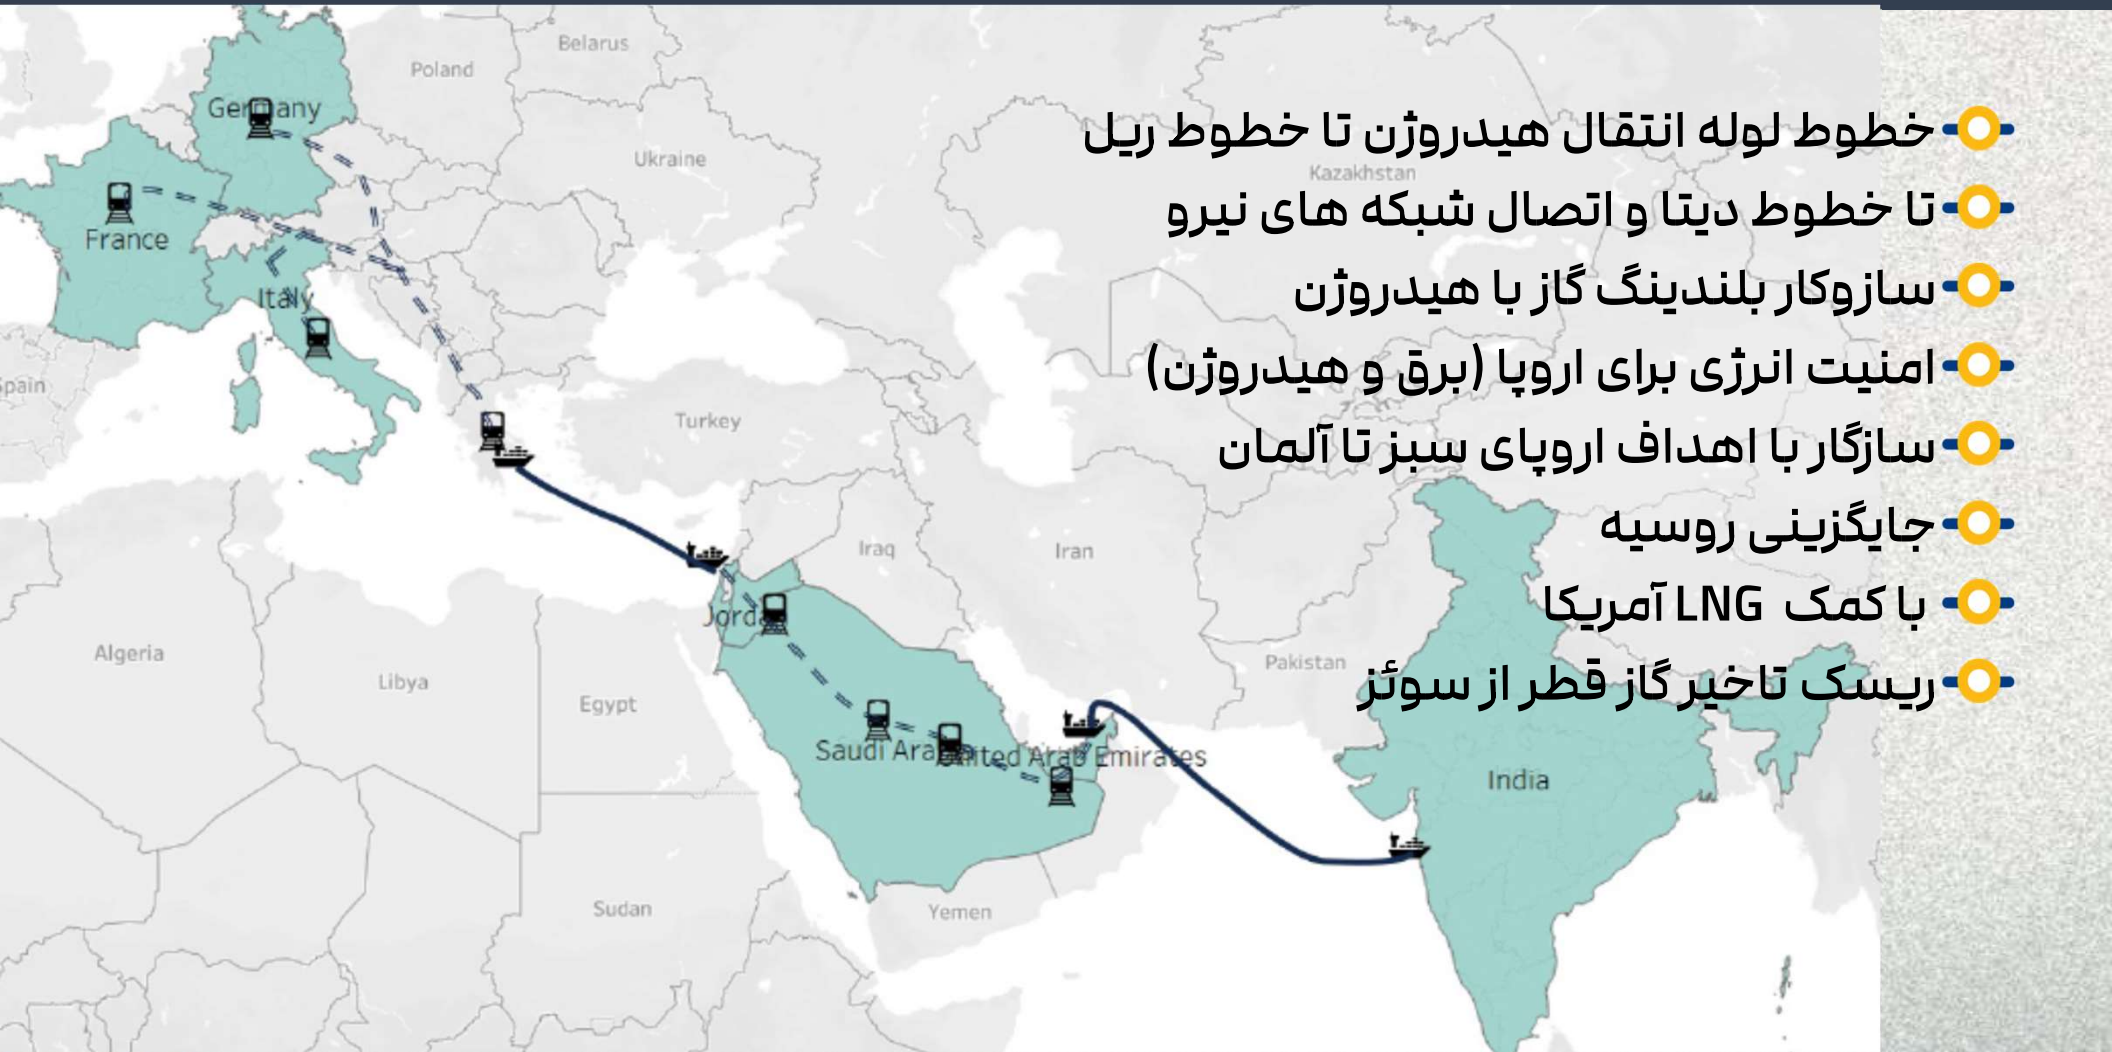 خطوط لوله انتقال هیدروژن تا خطوط ریل
تا خطوط دیتا و اتصال شبکه های نیرو
سازوکار بلندینگ گاز با هیدروژن
امنیت انرژی برای اروپا (برق و هیدروژن)
سازگار با اهداف اروپای سبز تا آلمان
جایگزینی روسیه
با کمک LNG آمریکا
ریسک تاخیر گاز قطر از سوئز
Belarus
Poland
Germany
Ukraine
Kazakhstan
France
Italy
Spain
Turkey
Iraq
Iran
Algeria
Libya
Egypt
Pakistan
Saudi
United Arab Emirates
India
Sudan
Yemen